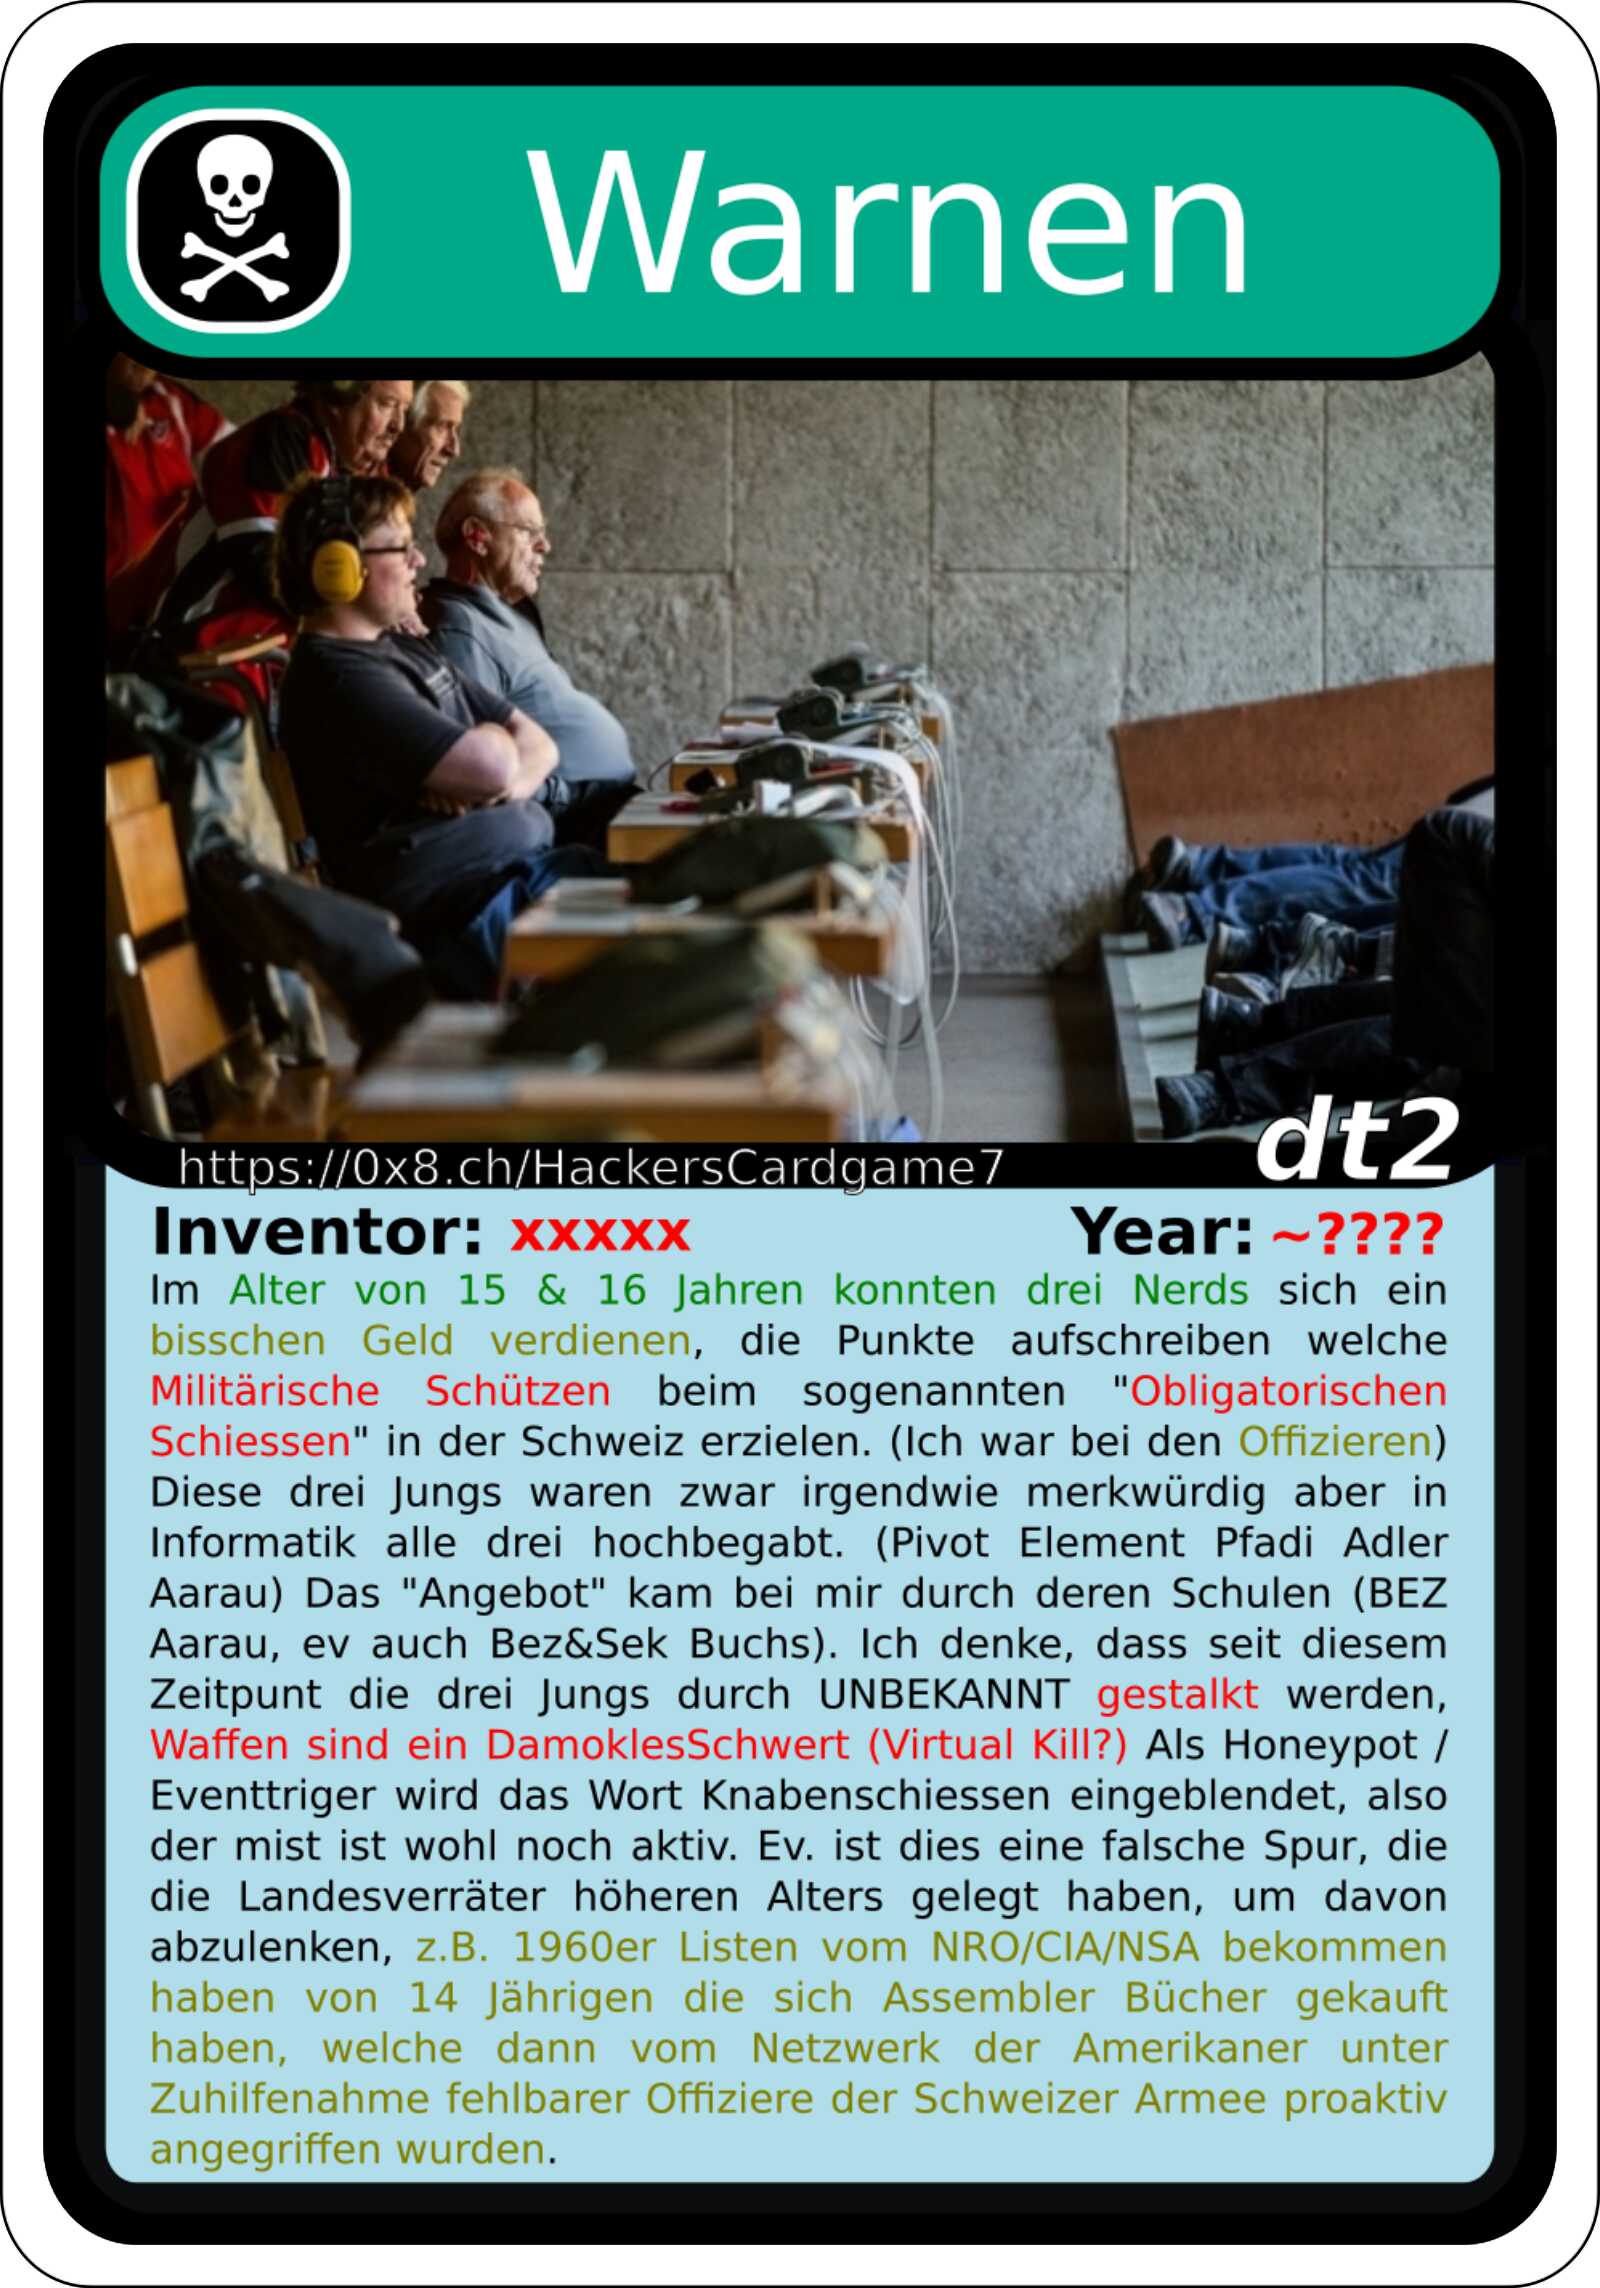 Warnen
dt2
https://0x8.ch/HackersCardgame7
Inventor: xxxxx Year: ~????
Im Alter von 15 & 16 Jahren konnten drei Nerds sich ein
bisschen Geld verdienen, die Punkte aufschreiben welche
Militärische Schützen beim sogenannten "Obligatorischen
Schiessen" in der Schweiz erzielen. (Ich war bei den Offizieren)
Diese drei Jungs waren zwar irgendwie merkwürdig aber in
Informatik alle drei hochbegabt. (Pivot Element Pfadi Adler
Aarau) Das "Angebot" kam bei mir durch deren Schulen (BEZ
Aarau, ev auch Bez&Sek Buchs). Ich denke, dass seit diesem
Zeitpunt die drei Jungs durch UNBEKANNT gestalkt werden,
Waffen sind ein DamoklesSchwert (Virtual Kill?) Als Honeypot /
Eventtriger wird das Wort Knabenschiessen eingeblendet, also
der mist ist wohl noch aktiv. Ev. ist dies eine falsche Spur, die
die Landesverräter höheren Alters gelegt haben, um davon
abzulenken, z.B. 1960er Listen vom NRO/CIA/NSA bekommen
haben von 14 Jährigen die sich Assembler Bücher gekauft
haben, welche dann vom Netzwerk der Amerikaner unter
Zuhilfenahme fehlbarer Offiziere der Schweizer Armee proaktiv
angegriffen wurden.